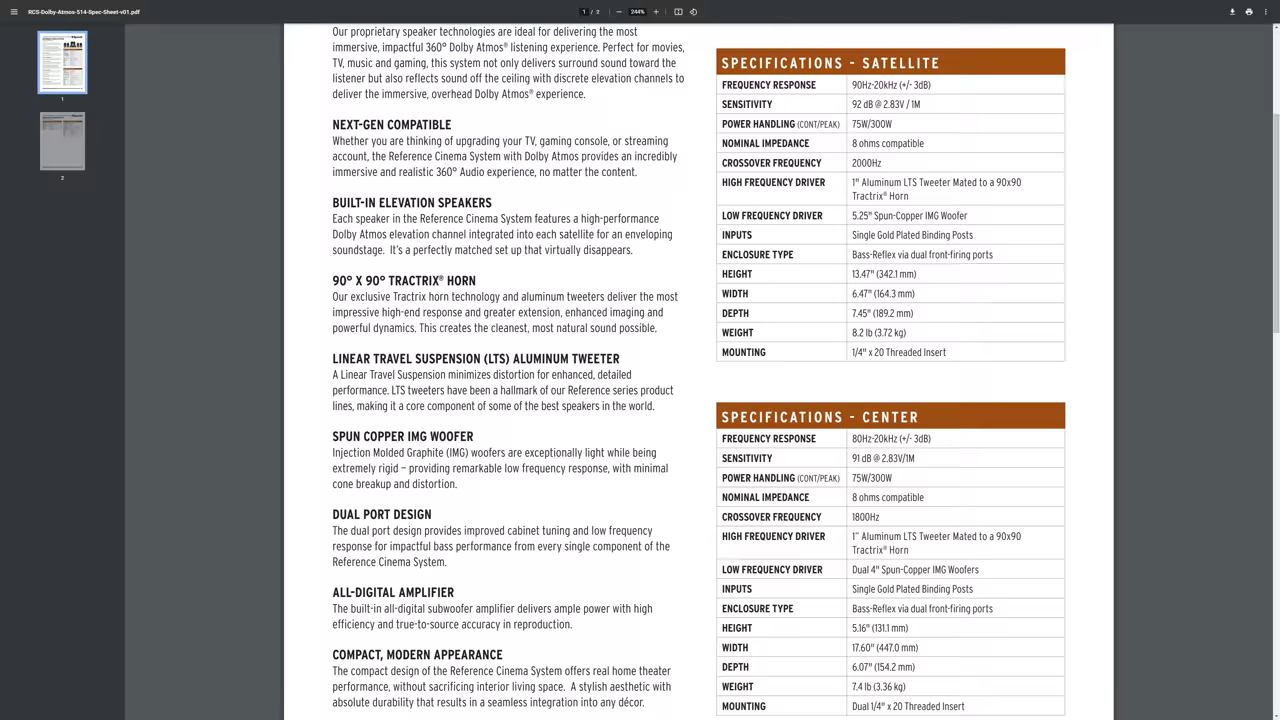 RCS-Dolby-Atmos-514-Spec-Sheet-v01.pdf
1 / 2
244%
1
2
Our proprietary speaker technologies are ideal for delivering the most
immersive, impactful 360° Dolby Atmos® listening experience. Perfect for movies,
TV, music and gaming, this system not only delivers surround sound toward the
listener but also reflects sound off the ceiling with discrete elevation channels to
deliver the immersive, overhead Dolby Atmos® experience.
NEXT-GEN COMPATIBLE
Whether you are thinking of upgrading your TV, gaming console, or streaming
account, the Reference Cinema System with Dolby Atmos provides an incredibly
immersive and realistic 360° Audio experience, no matter the content.
BUILT-IN ELEVATION SPEAKERS
Each speaker in the Reference Cinema System features a high-performance
Dolby Atmos elevation channel integrated into each satellite for an enveloping
soundstage. It's a perfectly matched set up that virtually disappears.
90° X 90° TRACTRIX® HORN
Our exclusive Tractrix horn technology and aluminum tweeters deliver the most
impressive high-end response and greater extension, enhanced imaging and
powerful dynamics. This creates the cleanest, most natural sound possible.
LINEAR TRAVEL SUSPENSION (LTS) ALUMINUM TWEETER
A Linear Travel Suspension minimizes distortion for enhanced, detailed
performance. LTS tweeters have been a hallmark of our Reference series product
lines, making it a core component of some of the best speakers in the world.
SPUN COPPER IMG WOOFER
Injection Molded Graphite (IMG) woofers are exceptionally light while being
extremely rigid – providing remarkable low frequency response, with minimal
cone breakup and distortion.
DUAL PORT DESIGN
The dual port design provides improved cabinet tuning and low frequency
response for impactful bass performance from every single component of the
Reference Cinema System.
ALL-DIGITAL AMPLIFIER
The built-in all-digital subwoofer amplifier delivers ample power with high
efficiency and true-to-source accuracy in reproduction.
COMPACT, MODERN APPEARANCE
The compact design of the Reference Cinema System offers real home theater
performance, without sacrificing interior living space. A stylish aesthetic with
absolute durability that results in a seamless integration into any décor.
SPECIFICATIONS - SATELLITE
FREQUENCY RESPONSE 90Hz-20kHz (+/- 3dB)
SENSITIVITY 92 dB @ 2.83V / 1M
POWER HANDLING (CONT/PEAK) 75W/300W
NOMINAL IMPEDANCE 8 ohms compatible
CROSSOVER FREQUENCY 2000Hz
HIGH FREQUENCY DRIVER 1" Aluminum LTS Tweeter Mated to a 90x90
Tractrix® Horn
LOW FREQUENCY DRIVER 5.25" Spun-Copper IMG Woofer
INPUTS Single Gold Plated Binding Posts
ENCLOSURE TYPE Bass-Reflex via dual front-firing ports
HEIGHT 13.47" (342.1 mm)
WIDTH 6.47" (164.3 mm)
DEPTH 7.45" (189.2 mm)
WEIGHT 8.2 lb (3.72 kg)
MOUNTING 1/4" x 20 Threaded Insert
SPECIFICATIONS - CENTER
FREQUENCY RESPONSE 80Hz-20kHz (+/- 3dB)
SENSITIVITY 91 dB @ 2.83V/1M
POWER HANDLING (CONT/PEAK) 75W/300W
NOMINAL IMPEDANCE 8 ohms compatible
CROSSOVER FREQUENCY 1800Hz
HIGH FREQUENCY DRIVER 1" Aluminum LTS Tweeter Mated to a 90x90
Tractrix® Horn
LOW FREQUENCY DRIVER Dual 4" Spun-Copper IMG Woofers
INPUTS Single Gold Plated Binding Posts
ENCLOSURE TYPE Bass-Reflex via dual front-firing ports
HEIGHT 5.16" (131.1 mm)
WIDTH 17.60" (447.0 mm)
DEPTH 6.07" (154.2 mm)
WEIGHT 7.4 lb (3.36 kg)
MOUNTING Dual 1/4" x 20 Threaded Insert